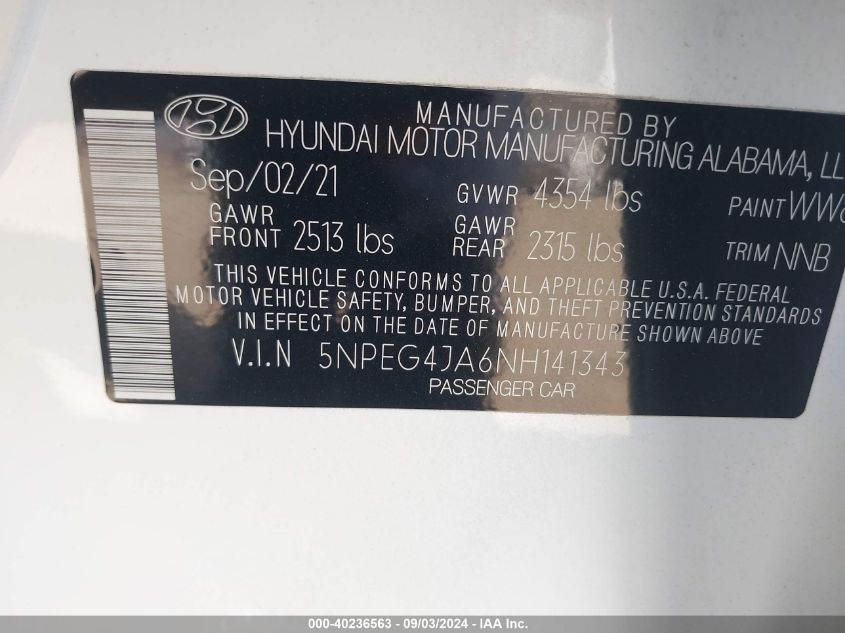 MANUFACTURED BY
HYUNDAI MOTOR MANUFACTURING ALABAMA, LL
Sep/02/21 GVWR 4354 lbs PAINT
GAWR FRONT 2513 lbs GAWR REAR 2315 lbs TRIM NNB
THIS VEHICLE CONFORMS TO ALL APPLICABLE U.S.A. FEDERAL
MOTOR VEHICLE SAFETY, BUMPER, AND THEFT PREVENTION STANDARDS
IN EFFECT ON THE DATE OF MANUFACTURE SHOWN ABOVE
V.I.N 5NPEG4JA6NH141343
PASSENGER CAR
000-40236563 - 09/03/2024 - IAA Inc.